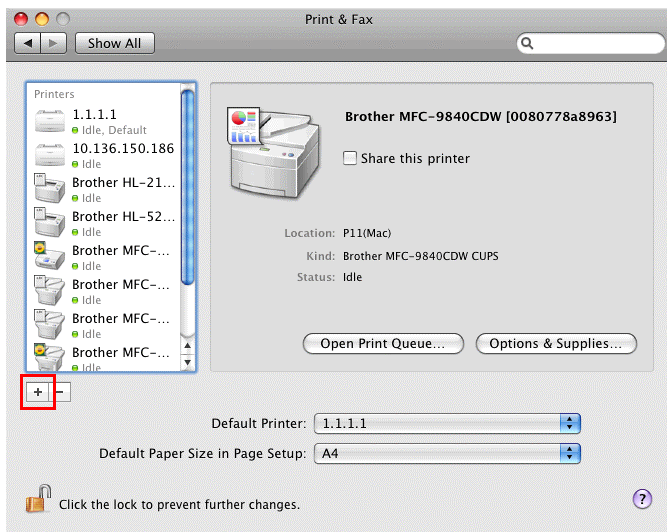 Print & Fax
Show All
Printers
1.1.1.1
Idle, Default
10.136.150.186
Idle
Brother HL-21...
Idle
Brother HL-52...
Idle
Brother MFC-...
Idle
Brother MFC-...
Idle
Brother MFC-...
Idle
Brother MFC-...
Idle
+ −
Brother MFC-9840CDW [0080778a8963]
Share this printer
Location: P11(Mac)
Kind: Brother MFC-9840CDW CUPS
Status: Idle
Open Print Queue... Options & Supplies...
Default Printer: 1.1.1.1
Default Paper Size in Page Setup: A4
Click the lock to prevent further changes.
?